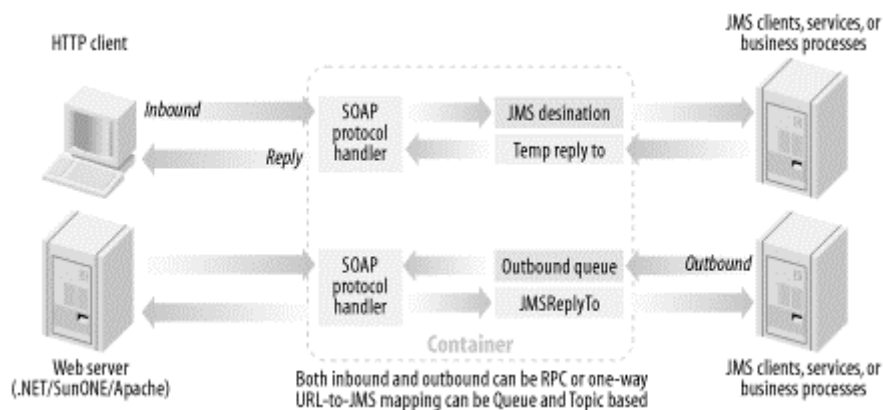 HTTP client
JMS clients, services, or
business processes
Inbound
SOAP
protocol
handler
JMS desination
Reply
Temp reply to
SOAP
protocol
handler
Outbound queue
Outbound
JMSReplyTo
Container
Web server
(.NET/SunONE/Apache)
Both inbound and outbound can be RPC or one-way
URL-to-JMS mapping can be Queue and Topic based
JMS clients, services, or
business processes